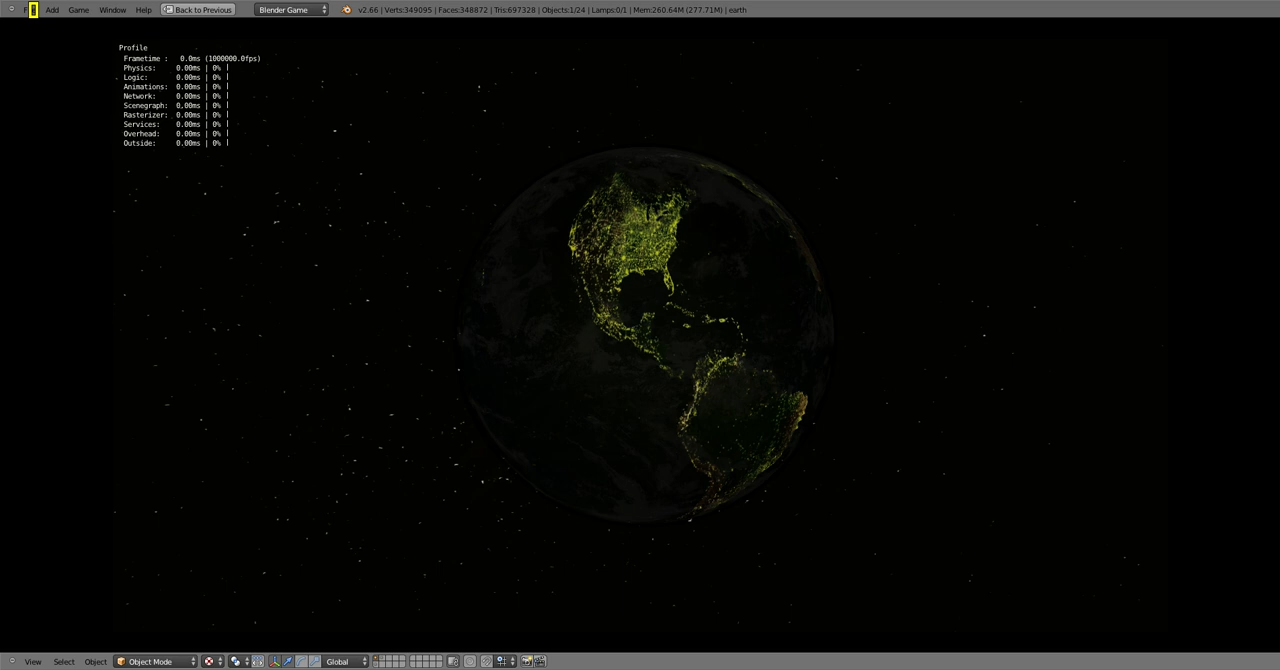 F Add Game Window Help Back to Previous Blender Game v2.66 | Verts:349095 | Faces:348872 | Tris:697328 | Objects:1/24 | Lamps:0/1 | Mem:260.64M (277.71M) | earth
Profile
Frametime : 0.0ms (1000000.0fps)
Physics: 0.00ms | 0% |
Logic: 0.00ms | 0% |
Animations: 0.00ms | 0% |
Network: 0.00ms | 0% |
Scenegraph: 0.00ms | 0% |
Rasterizer: 0.00ms | 0% |
Services: 0.00ms | 0% |
Overhead: 0.00ms | 0% |
Outside: 0.00ms | 0% |
View Select Object Object Mode Global